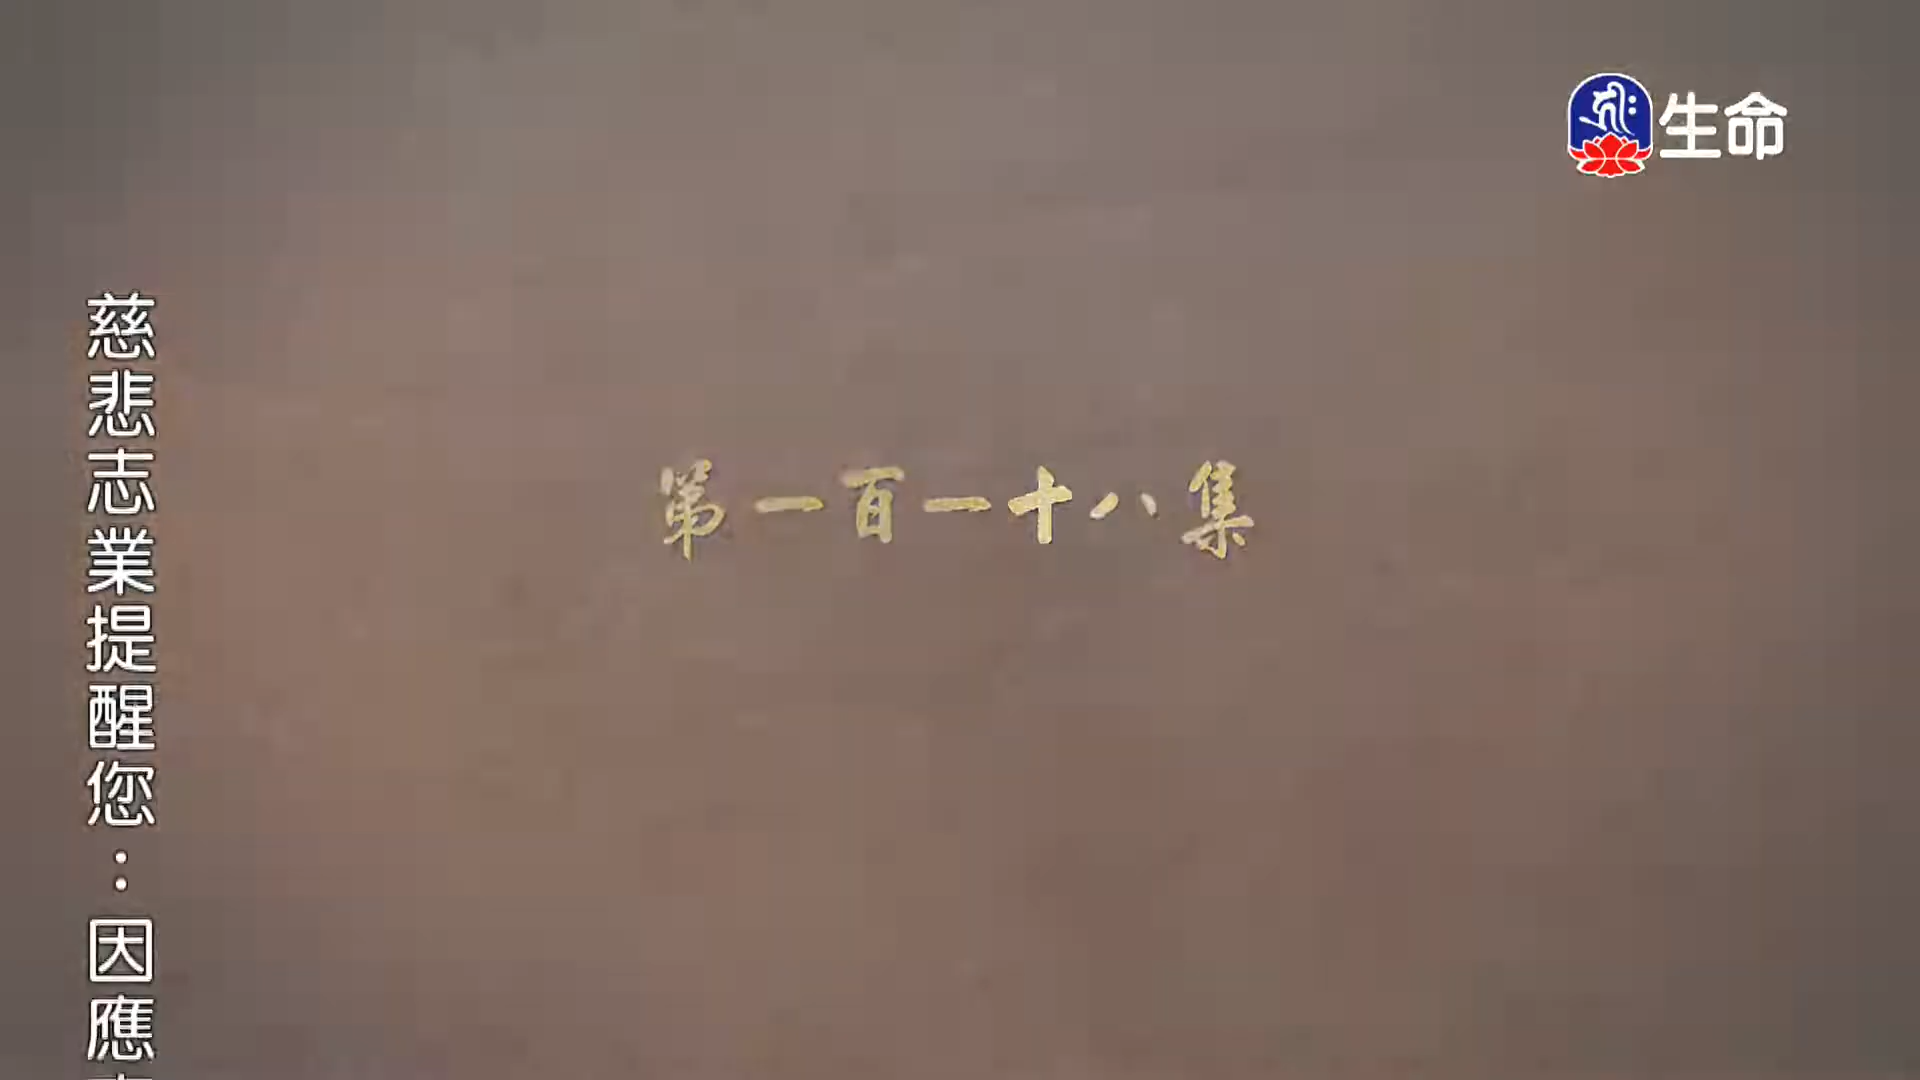 生命
第一百一十八集
慈悲志業提醒您：因應